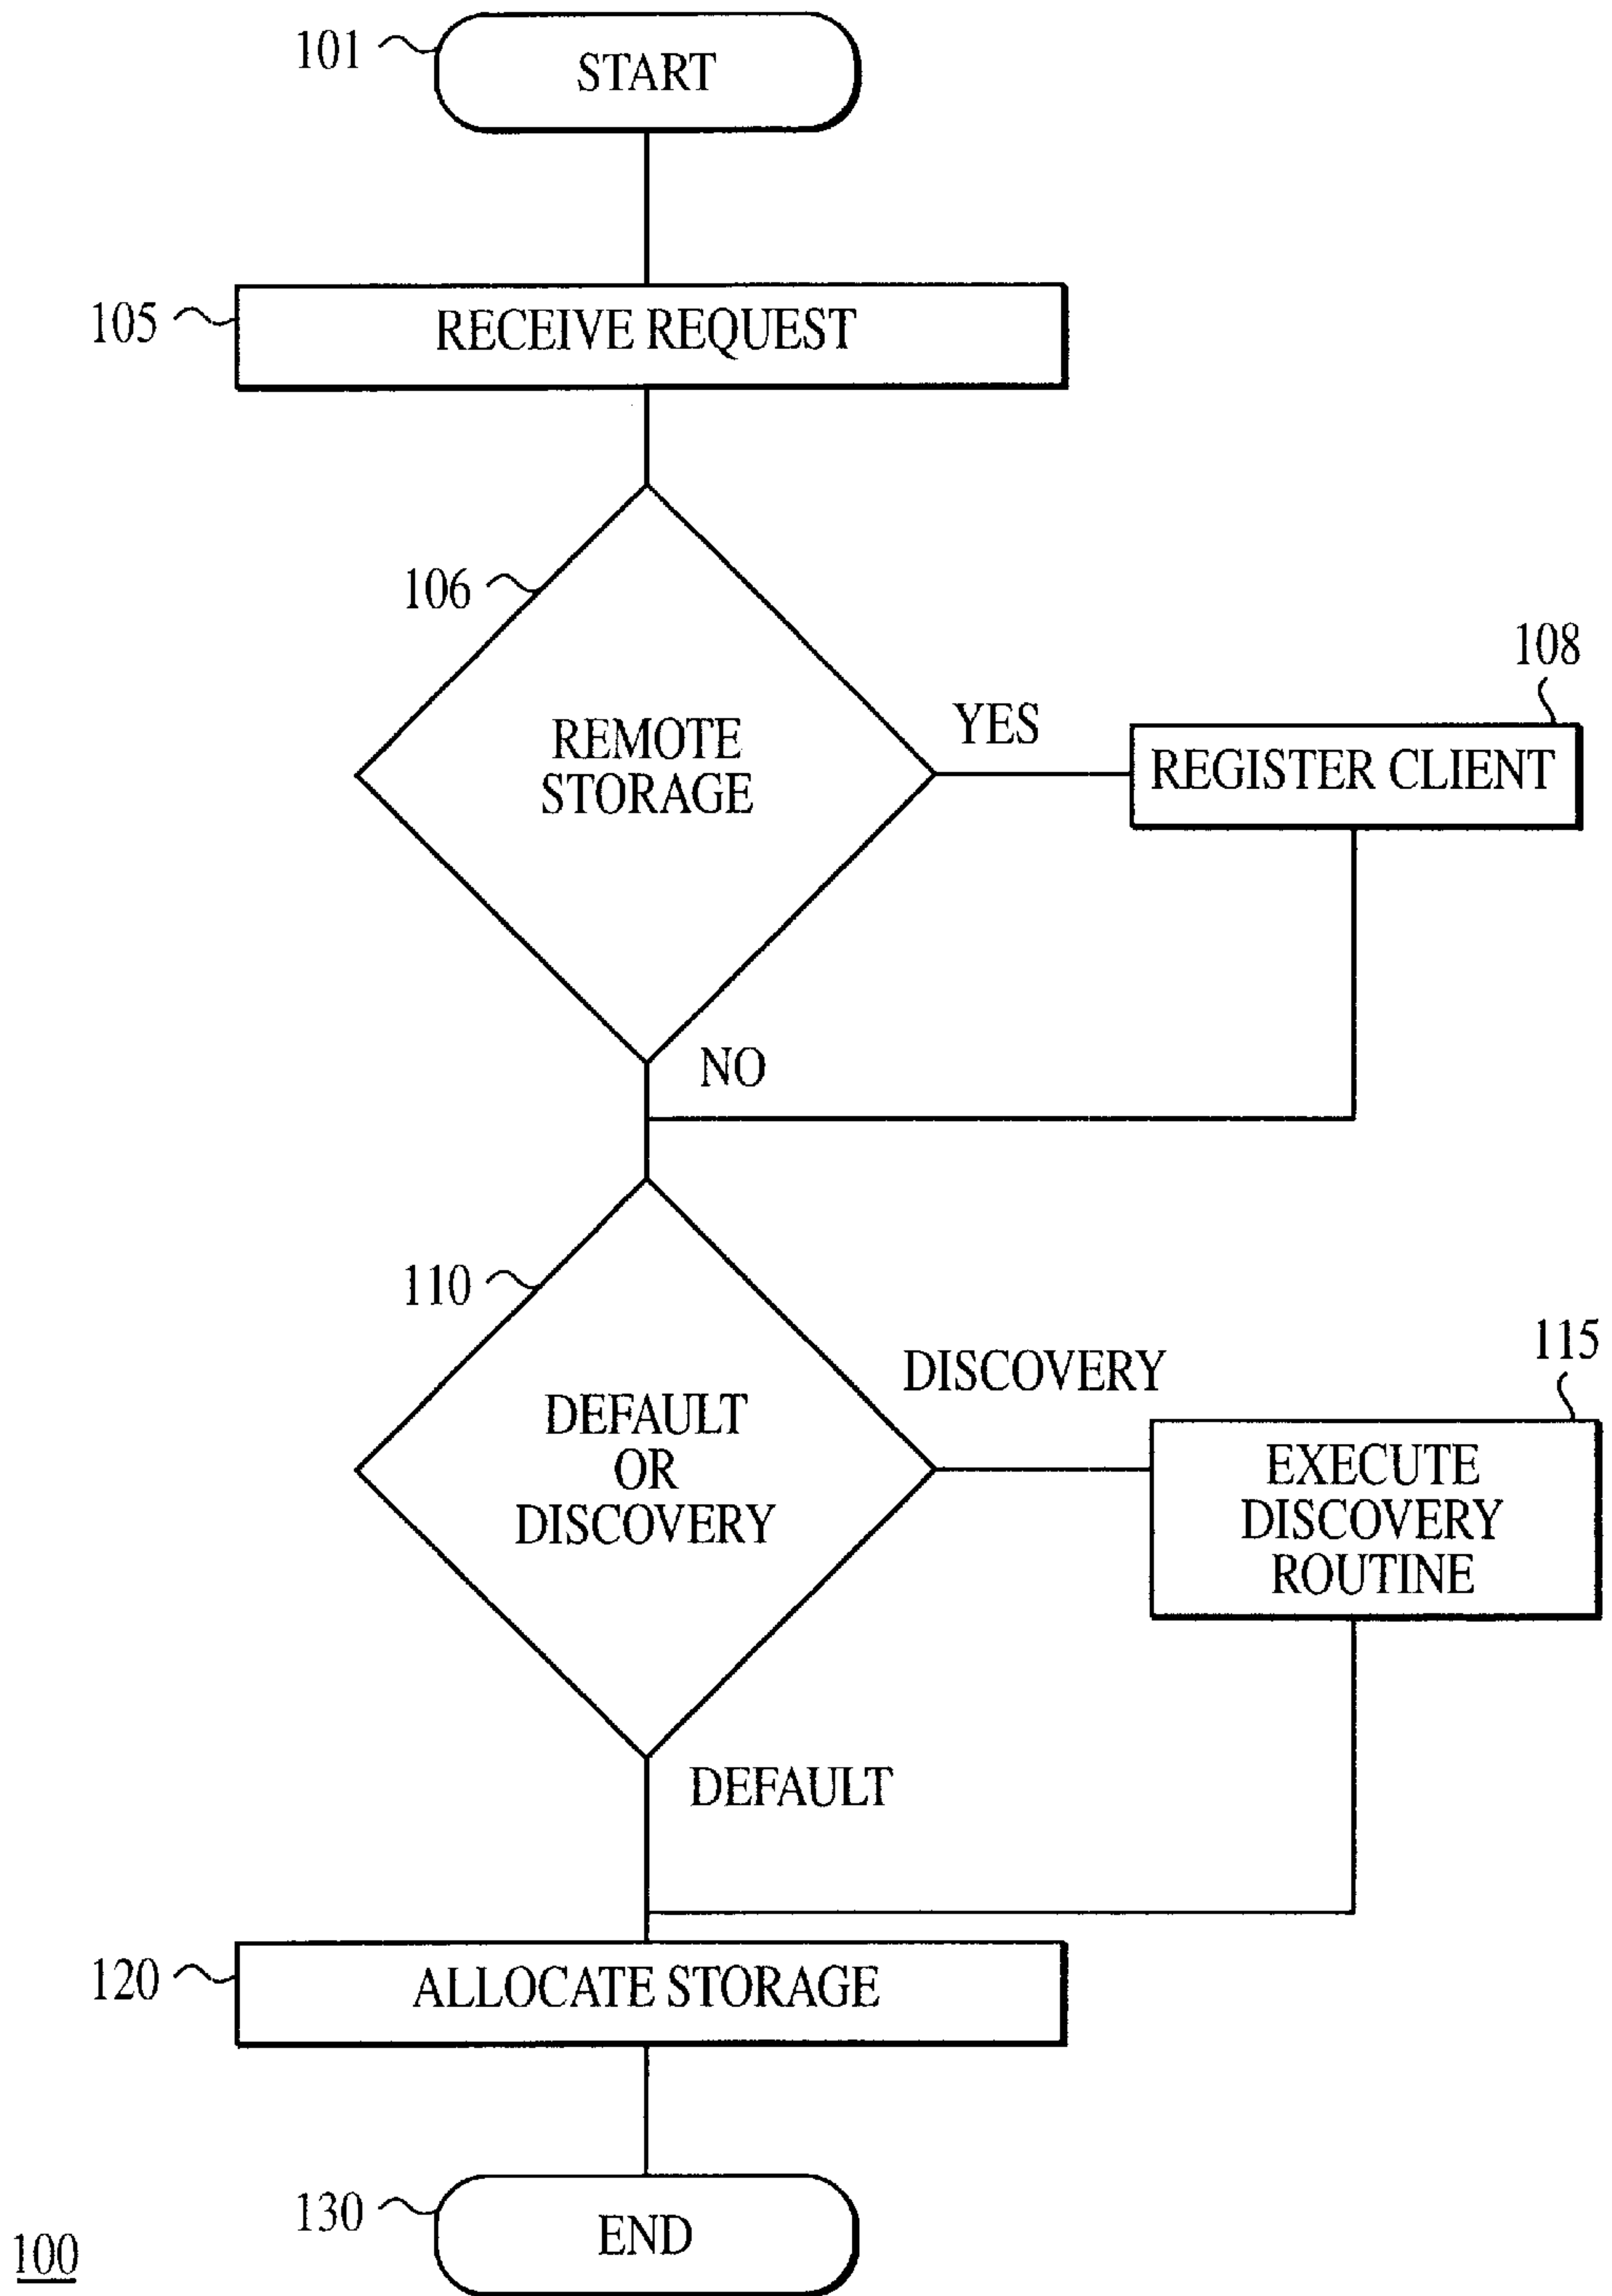 101
START
105
RECEIVE REQUEST
106
REMOTE
STORAGE
YES
108
REGISTER CLIENT
NO
110
DEFAULT
OR
DISCOVERY
DISCOVERY
115
EXECUTE
DISCOVERY
ROUTINE
DEFAULT
120
ALLOCATE STORAGE
130
END
100